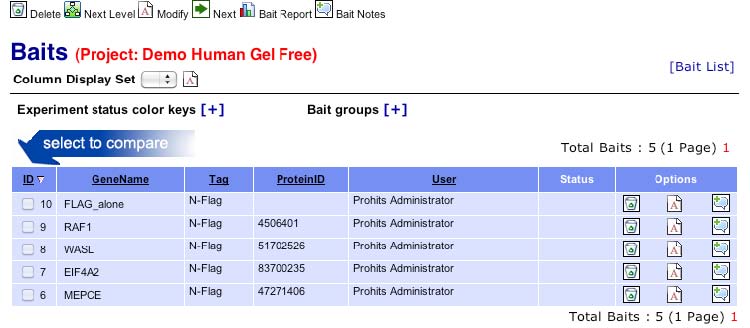 Delete Next Level Modify Next Bait Report Bait Notes
Baits (Project: Demo Human Gel Free)
[Bait List]
Column Display Set
Experiment status color keys [+] Bait groups [+]
select to compare
Total Baits : 5 (1 Page) 1
ID GeneName Tag ProteinID User Status Options
10 FLAG_alone N-Flag Prohits Administrator
9 RAF1 N-Flag 4506401 Prohits Administrator
8 WASL N-Flag 51702526 Prohits Administrator
7 EIF4A2 N-Flag 83700235 Prohits Administrator
6 MEPCE N-Flag 47271406 Prohits Administrator
Total Baits : 5 (1 Page) 1